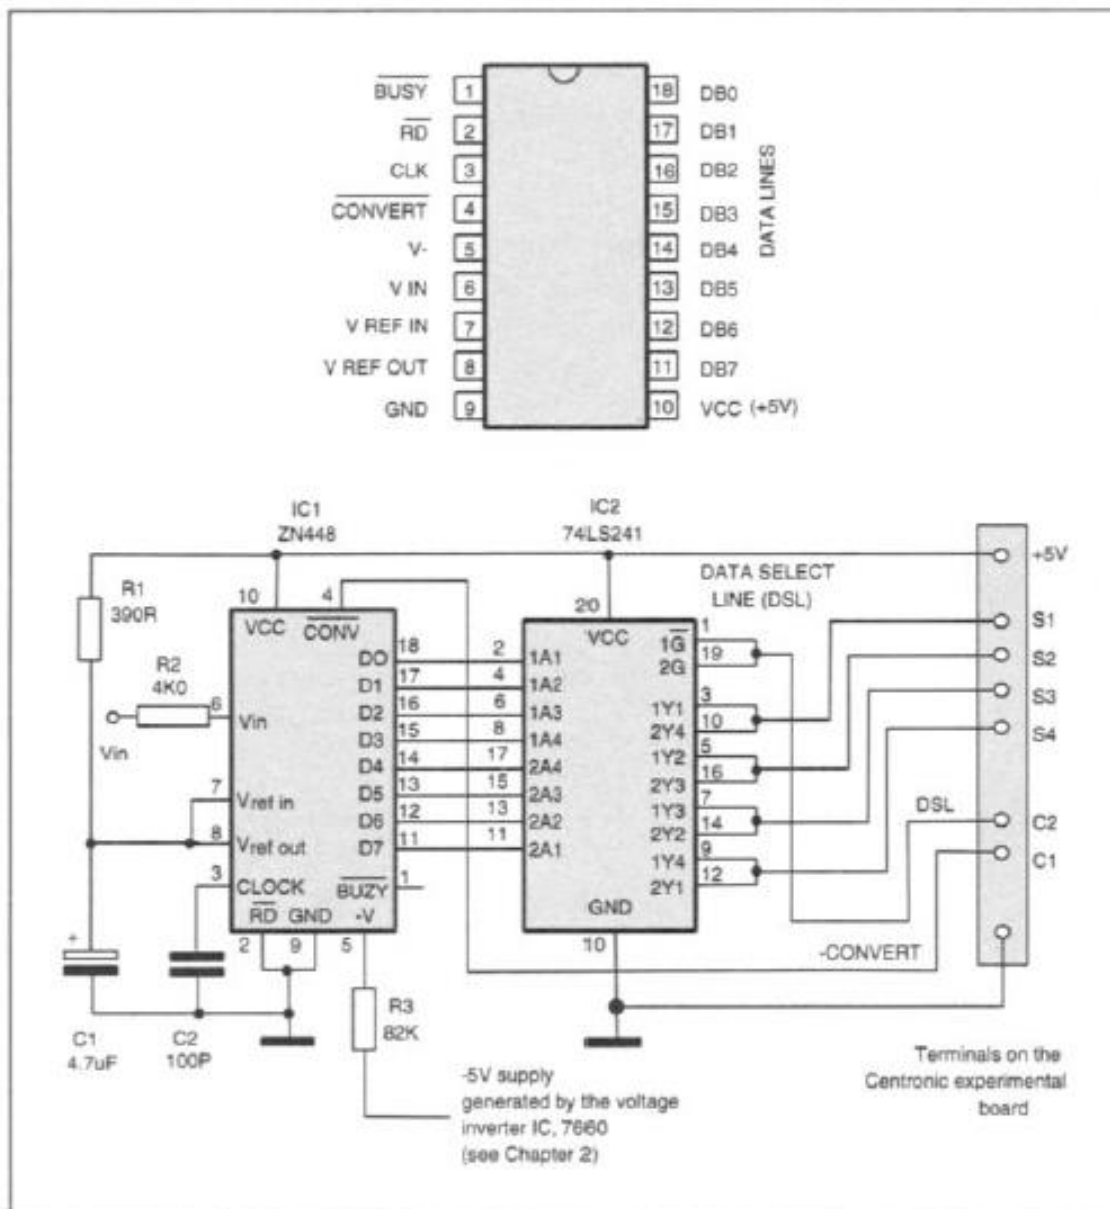 BUSY 1
RD 2
CLK 3
CONVERT 4
V- 5
V IN 6
V REF IN 7
V REF OUT 8
GND 9
18 DB0
17 DB1
16 DB2
15 DB3
14 DB4
13 DB5
12 DB6
11 DB7
10 VCC (+5V)
DATA LINES
IC1
ZN448
IC2
74LS241
R1
390R
R2
4K0
Vin
10
VCC
4
CONV
6
Vin
7
Vref in
8
Vref out
3
CLOCK
RD GND
2 9
-V
5
BUZY 1
DO 18
D1 17
D2 16
D3 15
D4 14
D5 13
D6 12
D7 11
2 1A1
4 1A2
6 1A3
8 1A4
17 2A4
15 2A3
13 2A2
11 2A1
20
VCC
GND
10
1G 1
2G 19
1Y1 3
2Y4 10
1Y2 5
2Y3 16
1Y3 7
2Y2 14
1Y4 9
2Y1 12
DATA SELECT
LINE (DSL)
DSL
-CONVERT
+5V
S1
S2
S3
S4
C2
C1
+
C1
4.7uF
C2
100P
R3
82K
-5V supply
generated by the voltage
inverter IC, 7660
(see Chapter 2)
Terminals on the
Centronic experimental
board